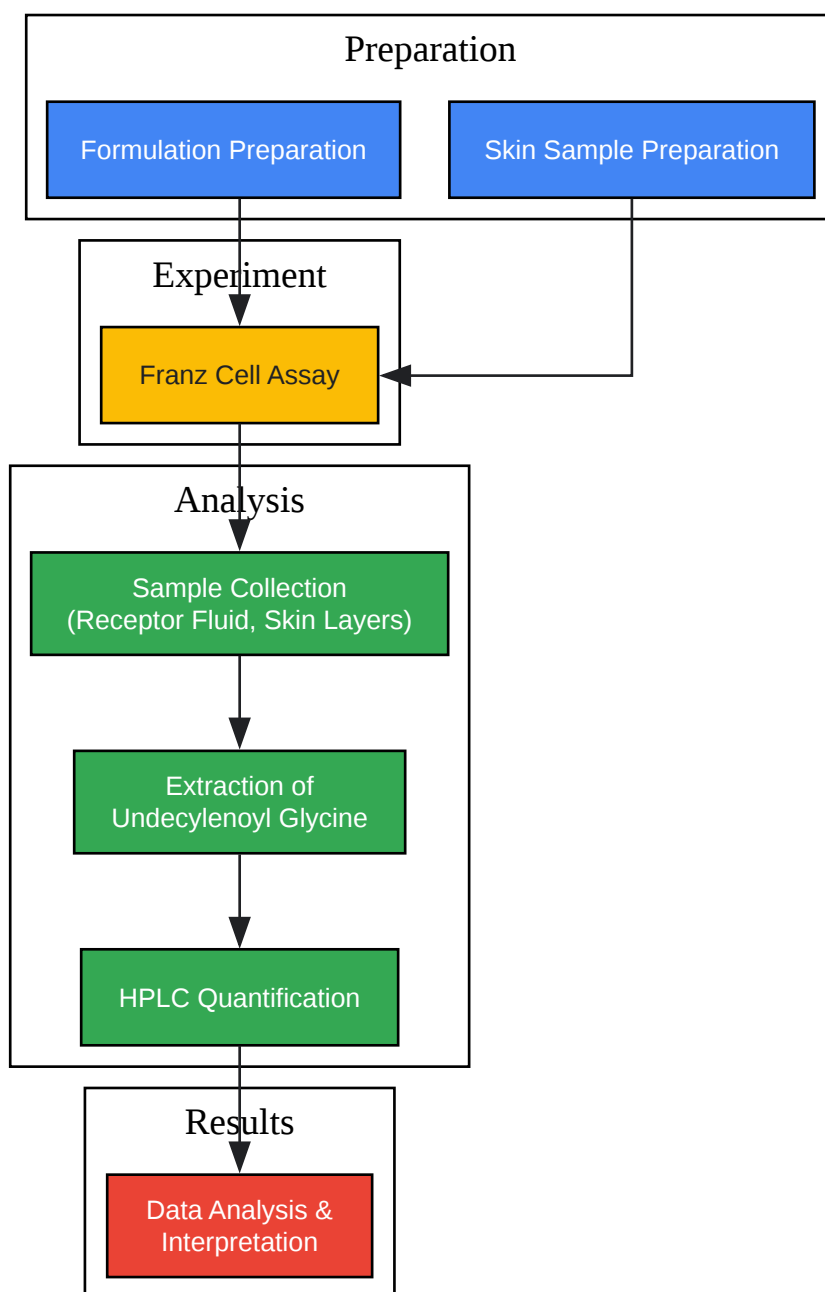 Preparation
Formulation Preparation
Skin Sample Preparation
Experiment
Franz Cell Assay
Analysis
Sample Collection
(Receptor Fluid, Skin Layers)
Extraction of
Undecylenoyl Glycine
HPLC Quantification
Results
Data Analysis &
Interpretation